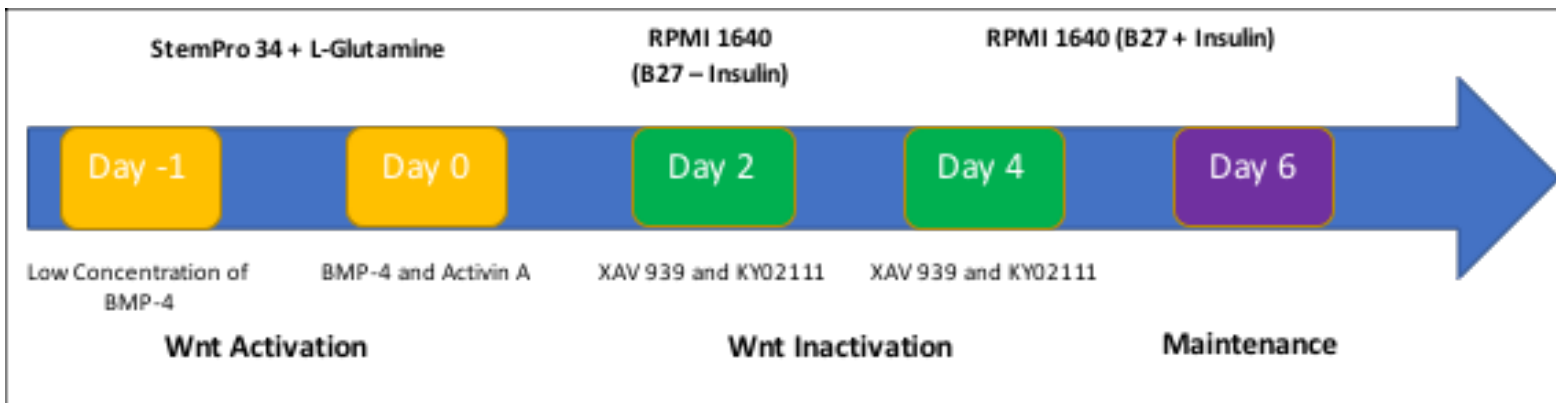 StemPro 34 + L-Glutamine
RPMI 1640
(B27 – Insulin)
RPMI 1640 (B27 + Insulin)
Day -1
Day 0
Day 2
Day 4
Day 6
Low Concentration of
BMP-4
BMP-4 and Activin A
XAV 939 and KY02111
XAV 939 and KY02111
Wnt Activation
Wnt Inactivation
Maintenance